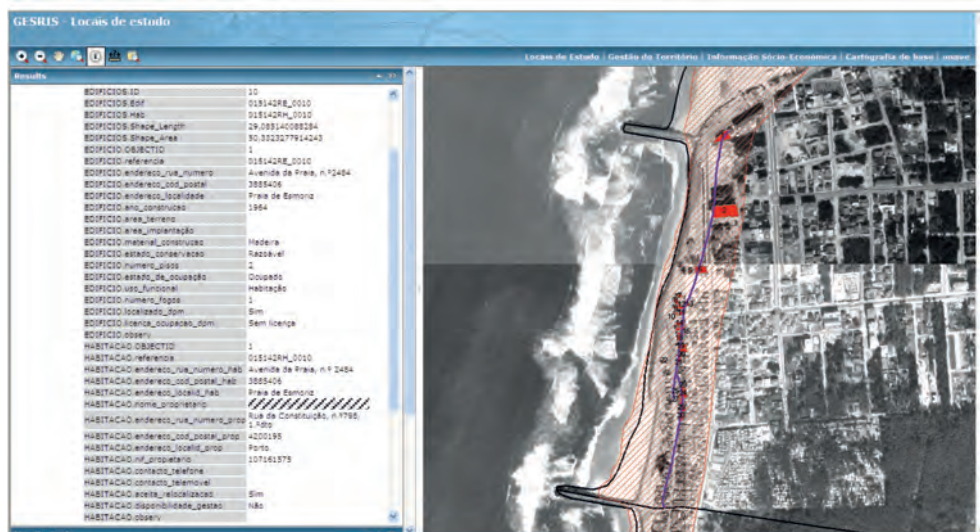 GESRIS - Locais de estudo
Locais de Estudo | Gestão do Território | Informação Sócio-Económica | Cartografia de base |
Results
EDIFICIOS.ID 10
EDIFICIOS.Edif 015142RE_0010
EDIFICIOS.Hab 015142RH_0010
EDIFICIOS.Shape_Length 29,085140088284
EDIFICIOS.Shape_Area 50,3323277914243
EDIFICIO.OBJECTID 1
EDIFICIO.referencia 015142RE_0010
EDIFICIO.endereco_rua_numero Avenida da Praia, n.º2484
EDIFICIO.endereco_cod_postal 3885406
EDIFICIO.endereco_localidade Praia de Esmoriz
EDIFICIO.ano_construcao 1964
EDIFICIO.area_terreno
EDIFICIO.area_implantação
EDIFICIO.material_construcao Madeira
EDIFICIO.estado_conservacao Razoável
EDIFICIO.numero_pisos 2
EDIFICIO.estado_de_ocupação Ocupado
EDIFICIO.uso_funcional Habitação
EDIFICIO.numero_fogos 1
EDIFICIO.localizado_dpm Sim
EDIFICIO.licenca_ocupacao_dpm Sem licença
EDIFICIO.observ
HABITACAO.OBJECTID 1
HABITACAO.referencia 015142RH_0010
HABITACAO.endereco_rua_numero_hab Avenida da Praia, n.º 2484
HABITACAO.endereco_cod_postal_hab 3885406
HABITACAO.endereco_localid_hab Praia de Esmoriz
HABITACAO.nome_proprietario
HABITACAO.endereco_rua_numero_prop Rua da Constituição, n.º795,
1.ºdto
HABITACAO.endereco_cod_postal_prop 4200195
HABITACAO.endereco_localid_prop Porto
HABITACAO.nif_propietario 107161575
HABITACAO.contacto_telefone
HABITACAO.contacto_telemovel
HABITACAO.aceita_relocalizacao Sim
HABITACAO.disponibilidade_gestao Não
HABITACAO.observ